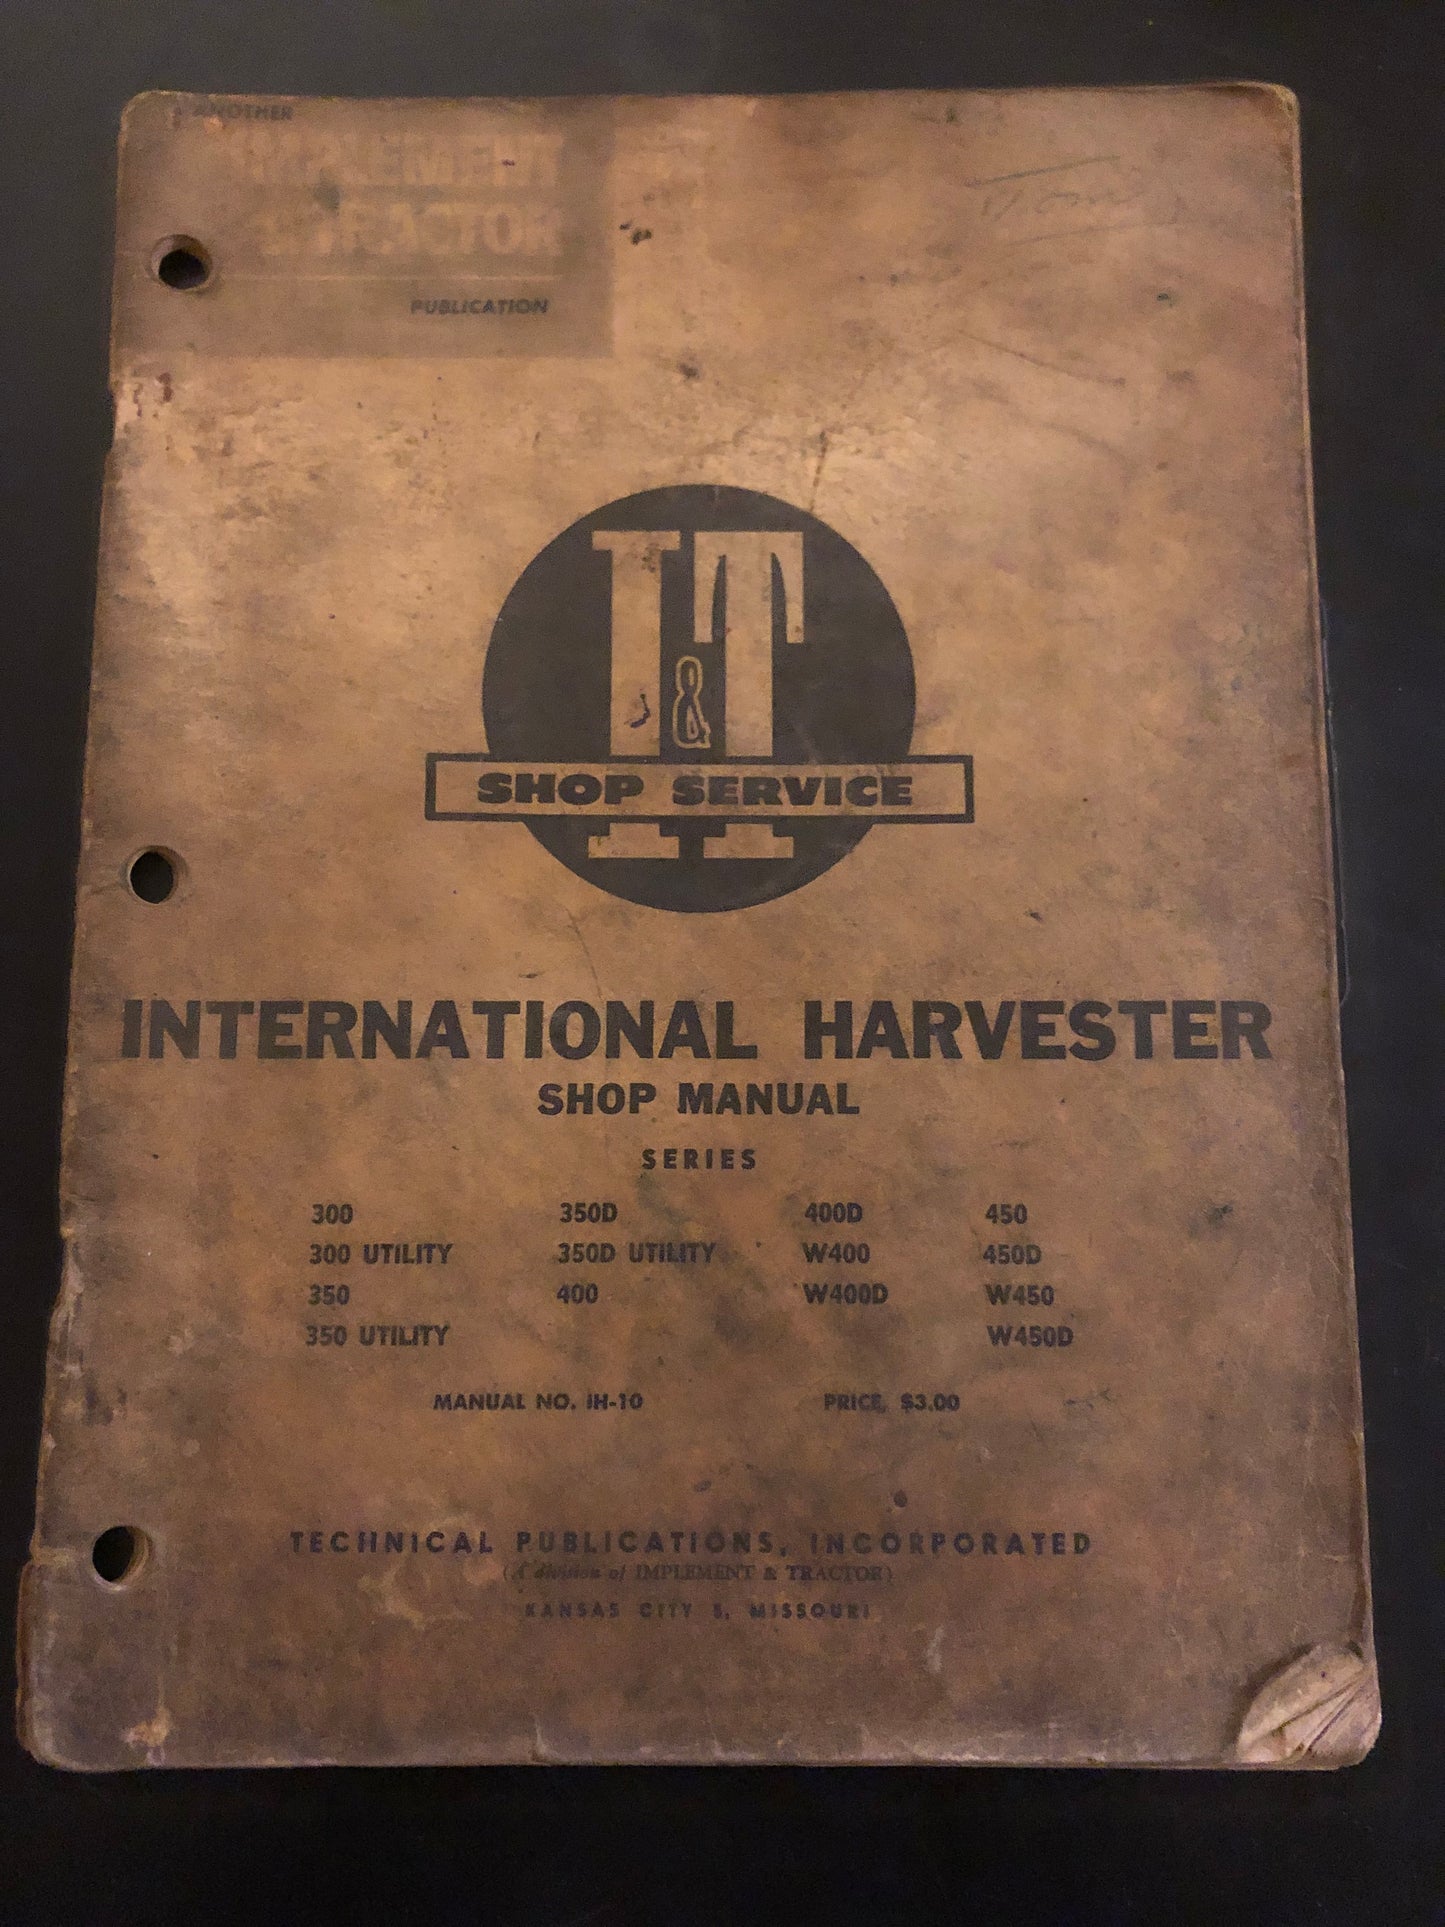 ANOTHER
IMPLEMENT
& TRACTOR
PUBLICATION
Tom
I&T
SHOP SERVICE
INTERNATIONAL HARVESTER
SHOP MANUAL
SERIES
300 350D 400D 450
300 UTILITY 350D UTILITY W400 450D
350 400 W400D W450
350 UTILITY W450D
MANUAL NO. IH-10 PRICE, $3.00
TECHNICAL PUBLICATIONS, INCORPORATED
(A division of IMPLEMENT & TRACTOR)
KANSAS CITY 5, MISSOURI